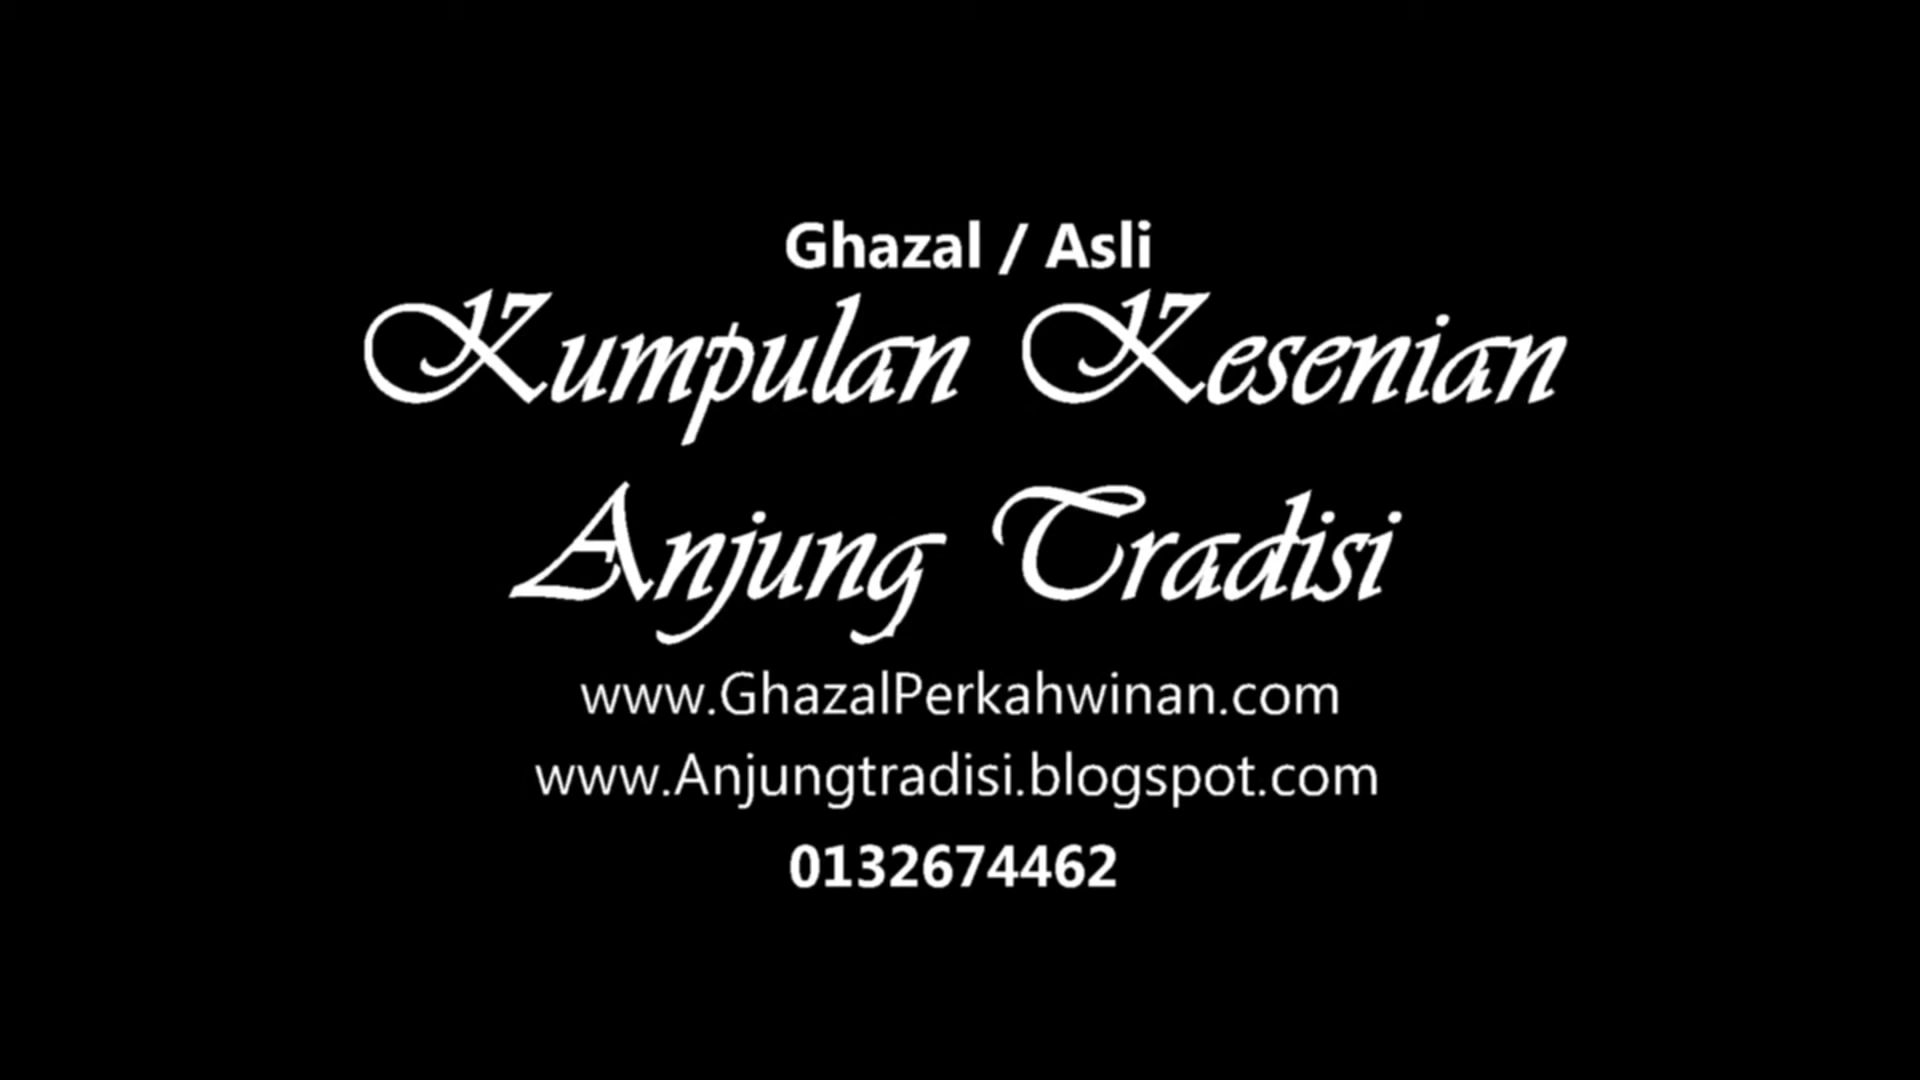 Ghazal / Asli
Kumpulan Kesenian
Anjung Tradisi
www.GhazalPerkahwinan.com
www.Anjungtradisi.blogspot.com
0132674462